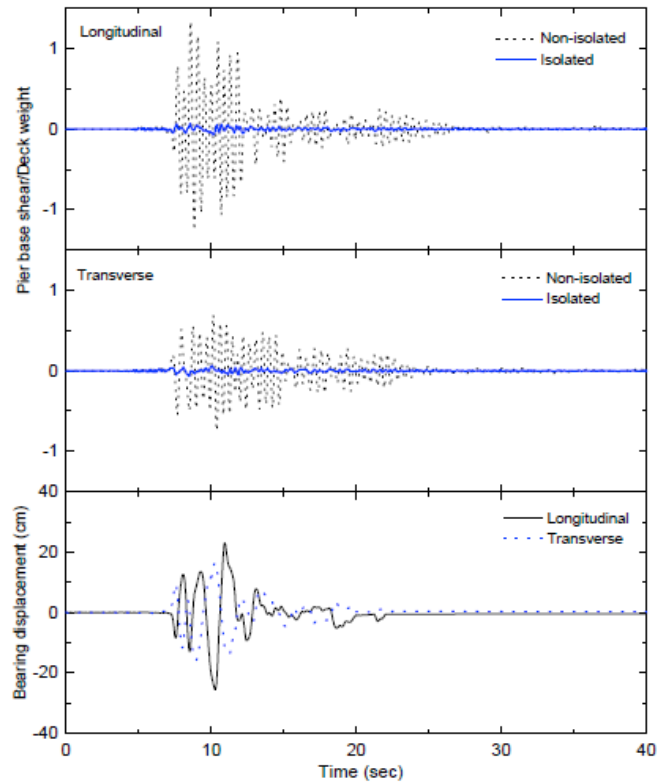 Longitudinal
Non-isolated
Isolated
1
0
-1
Pier base shear/Deck weight
Transverse
Non-isolated
Isolated
1
0
-1
40
Longitudinal
Transverse
20
0
-20
-40
Bearing displacement (cm)
0 10 20 30 40
Time (sec)